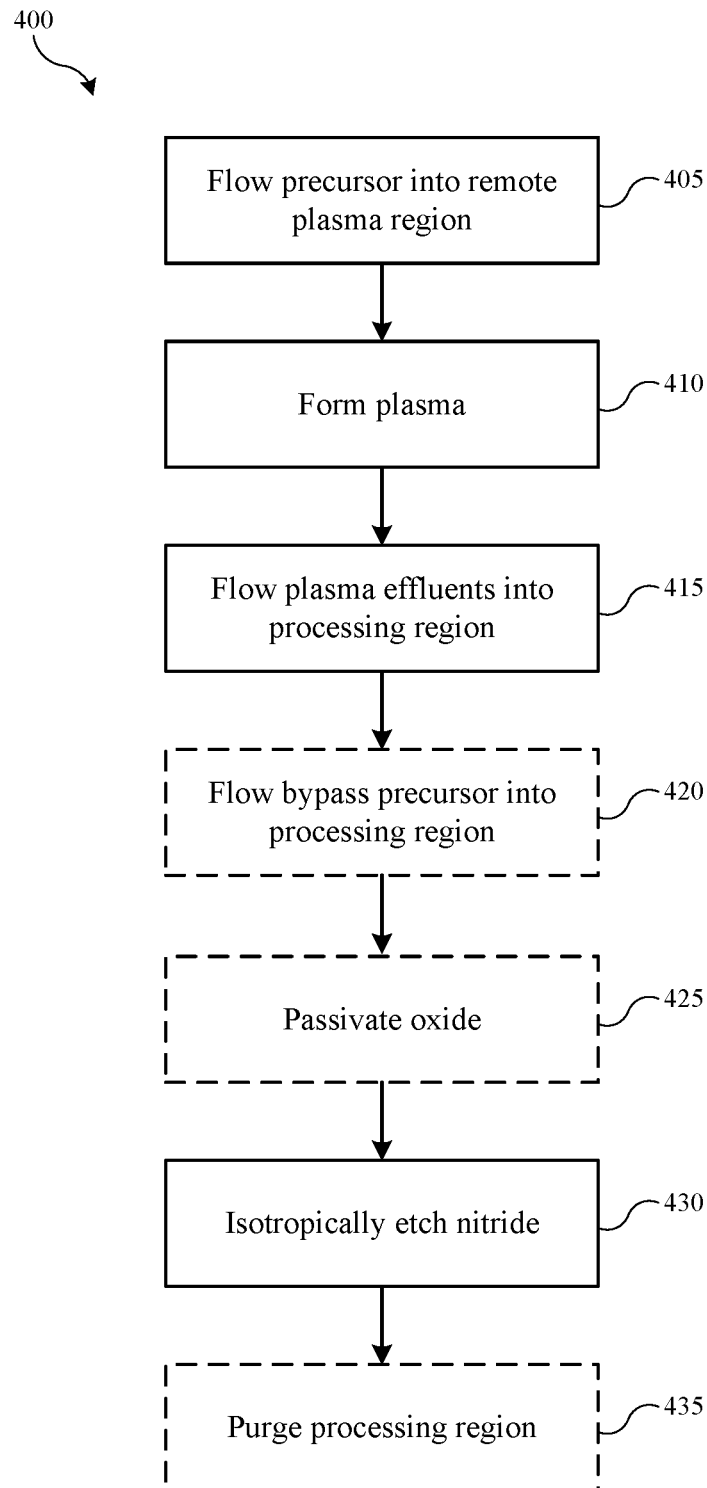 400
Flow precursor into remote
plasma region
405
Form plasma
410
Flow plasma effluents into
processing region
415
Flow bypass precursor into
processing region
420
Passivate oxide
425
Isotropically etch nitride
430
Purge processing region
435